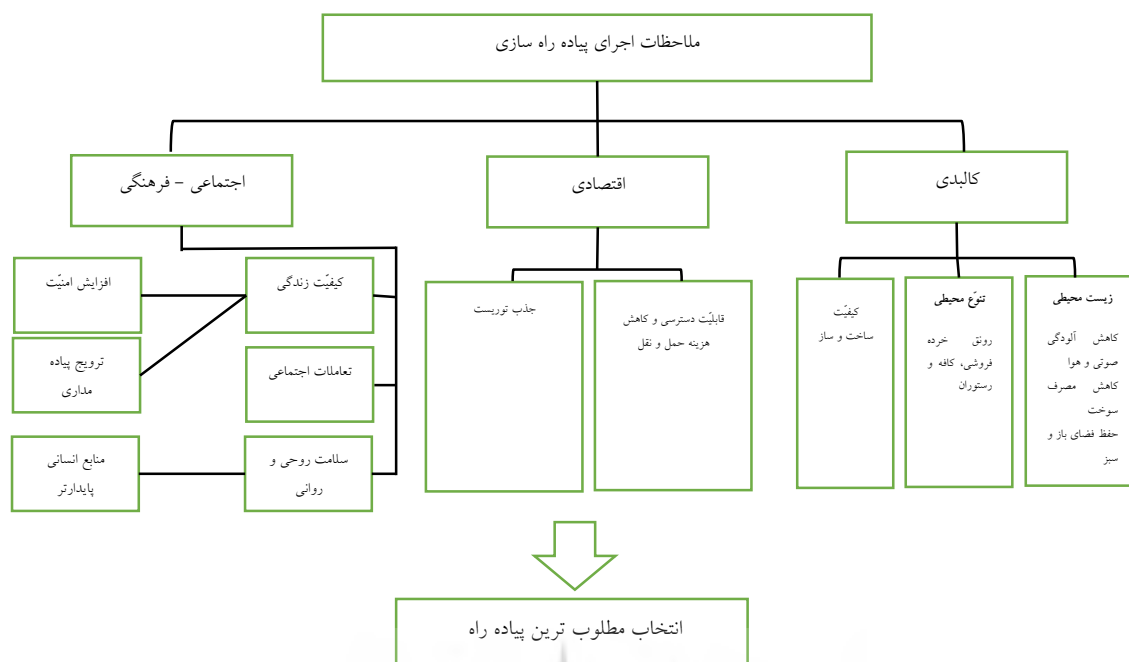 ملاحظات اجرای پیاده راه سازی
کالبدی
اقتصادی
اجتماعی – فرهنگی
زیست محیطی
کاهش آلودگی
صوتی و هوا
کاهش مصرف
سوخت
حفظ فضای باز و
سبز
تنوّع محیطی
رونق خرده
فروشی، کافه و
رستوران
کیفیّت
ساخت و ساز
قابلیّت دسترسی و کاهش
هزینه حمل و نقل
جذب توریست
کیفیّت زندگی
افزایش امنیّت
ترویج پیاده
مداری
تعاملات اجتماعی
سلامت روحی و
روانی
منابع انسانی
پایدارتر
انتخاب مطلوب ترین پیاده راه